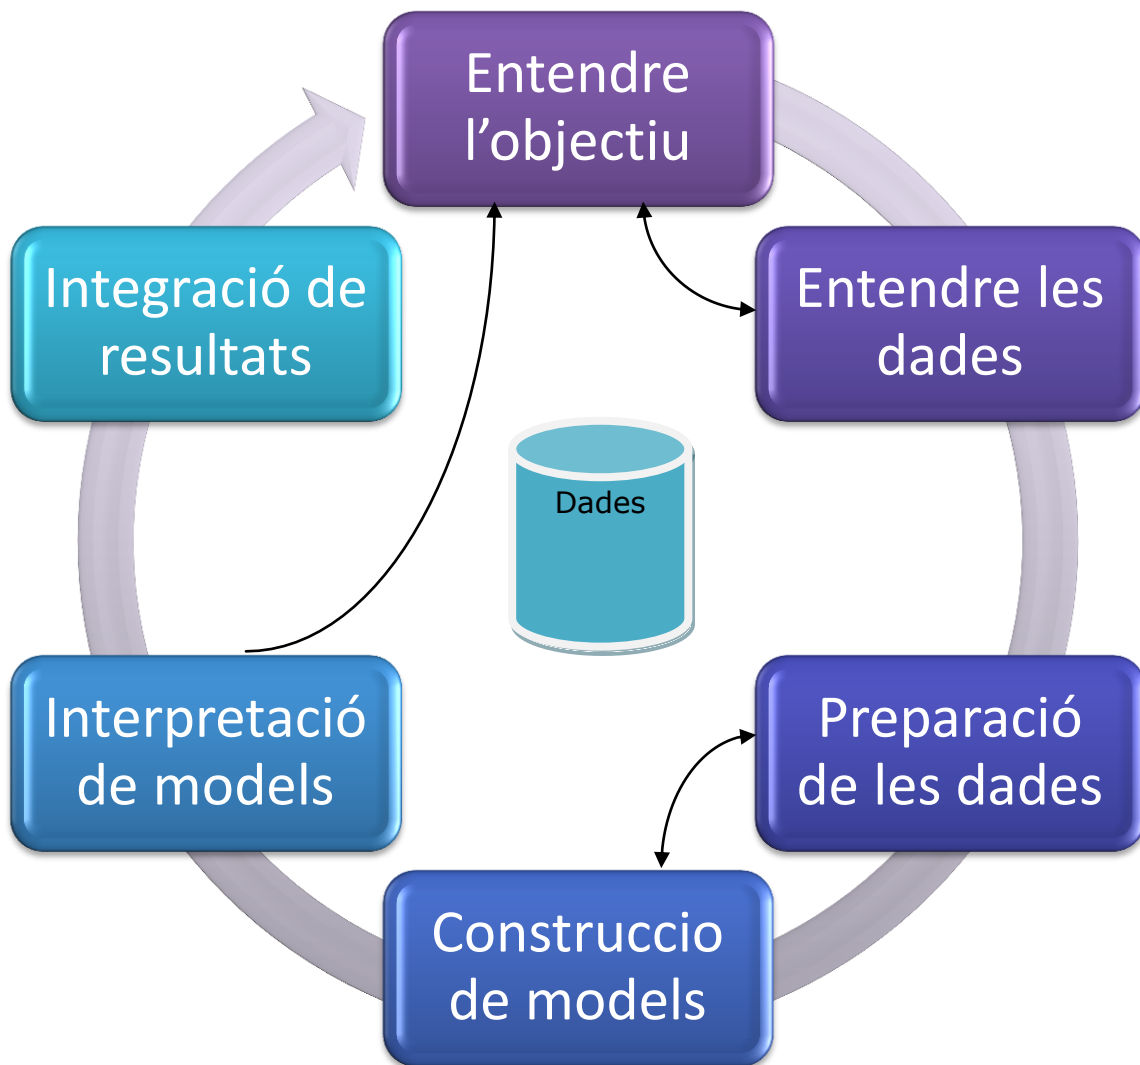 Entendre
l’objectiu
Entendre les
dades
Preparació
de les dades
Construccio
de models
Interpretació
de models
Integració de
resultats
Dades